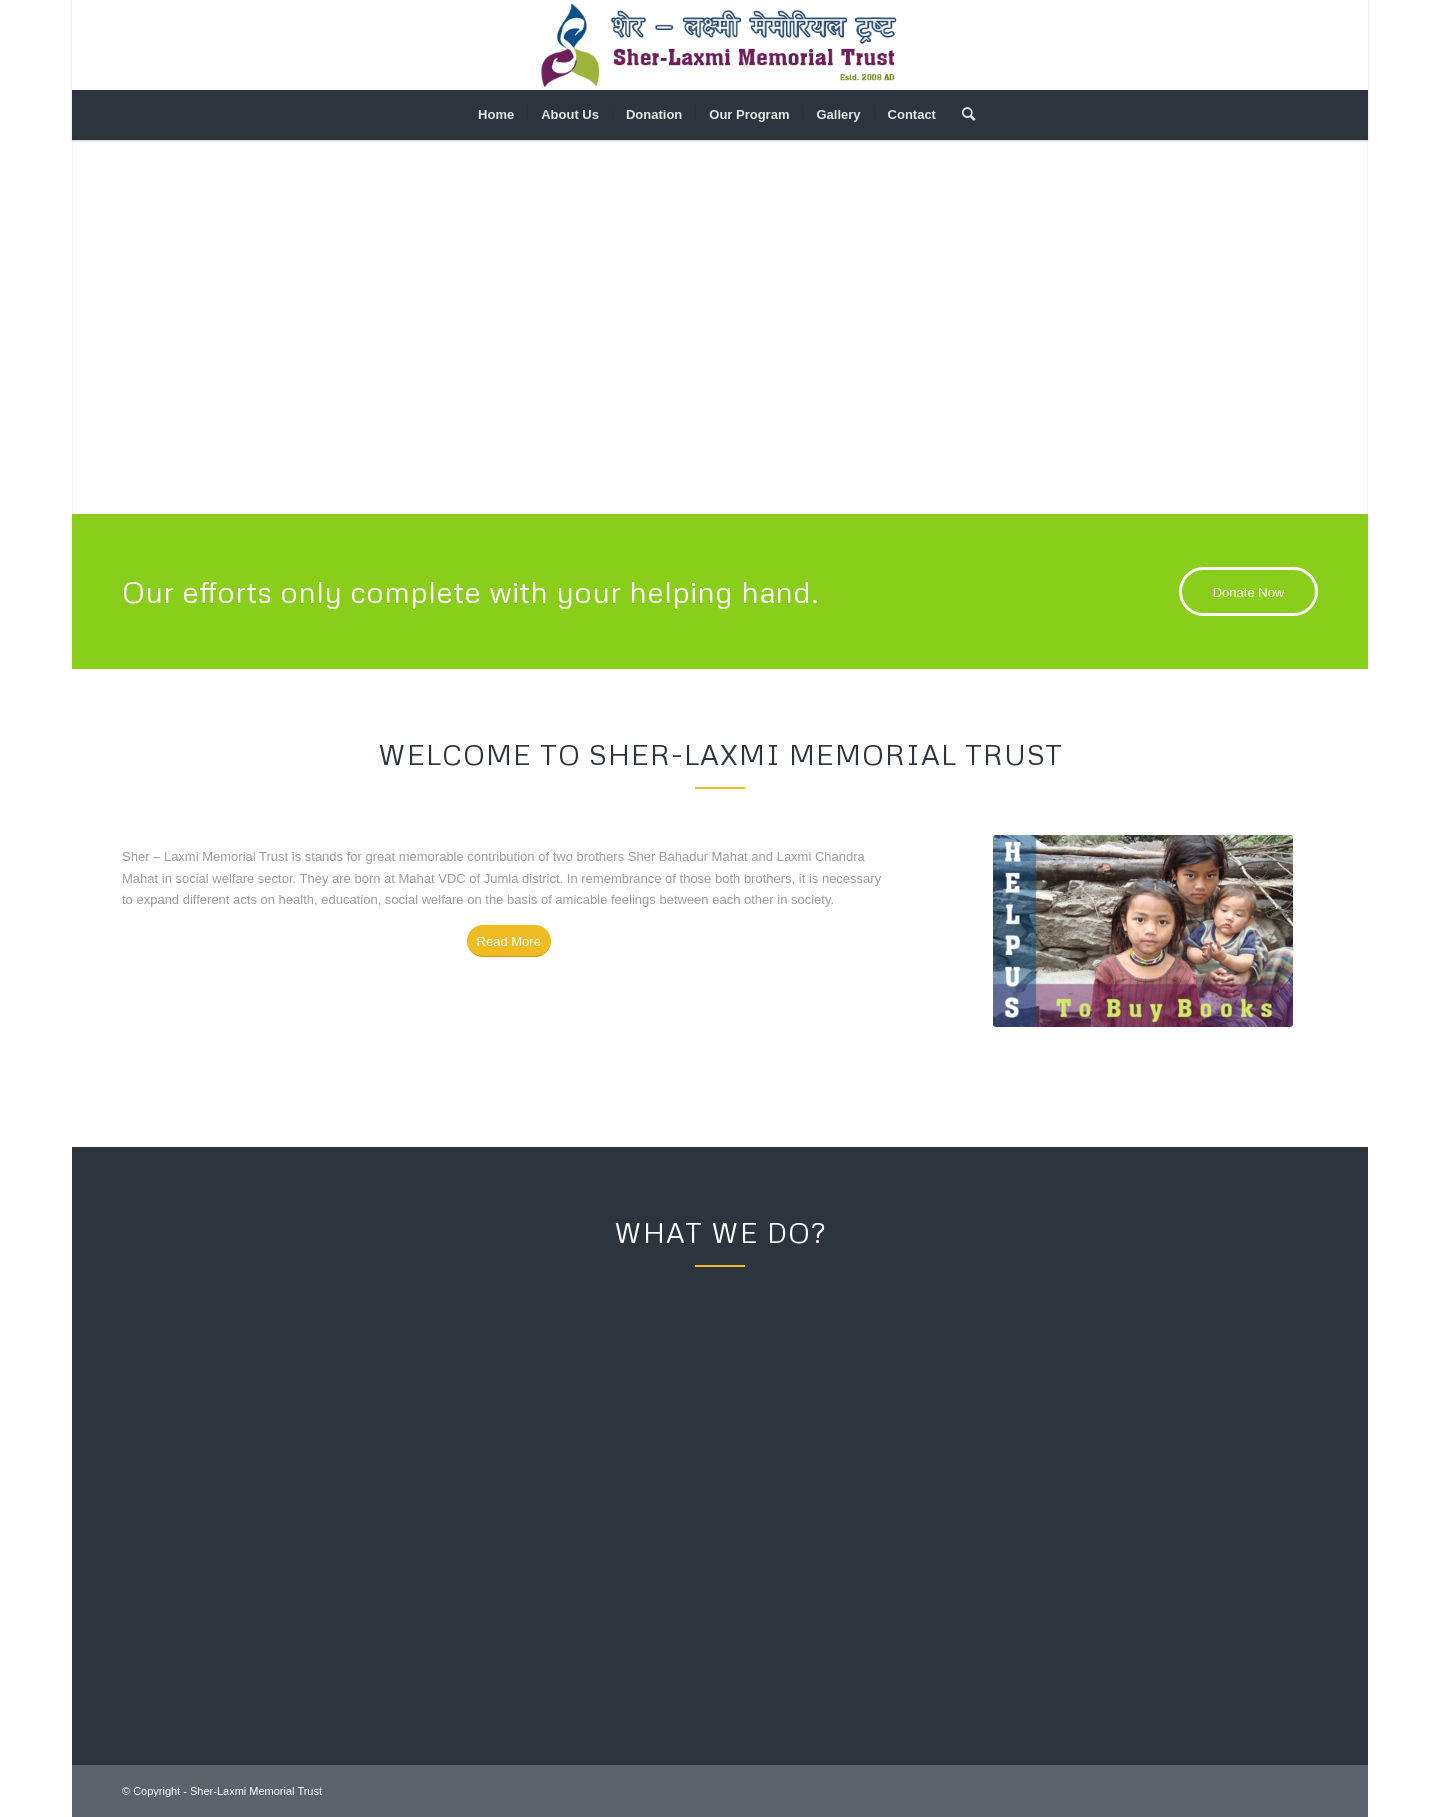 शेर – लक्ष्मी मेमोरियल ट्रष्ट
Sher-Laxmi Memorial Trust
Estd. 2008 AD
Home About Us Donation Our Program Gallery Contact
Our efforts only complete with your helping hand.
Donate Now
WELCOME TO SHER-LAXMI MEMORIAL TRUST
Sher – Laxmi Memorial Trust is stands for great memorable contribution of two brothers Sher Bahadur Mahat and Laxmi Chandra
Mahat in social welfare sector. They are born at Mahat VDC of Jumla district. In remembrance of those both brothers, it is necessary
to expand different acts on health, education, social welfare on the basis of amicable feelings between each other in society.
Read More
HELP US
To Buy Books
WHAT WE DO?
© Copyright - Sher-Laxmi Memorial Trust